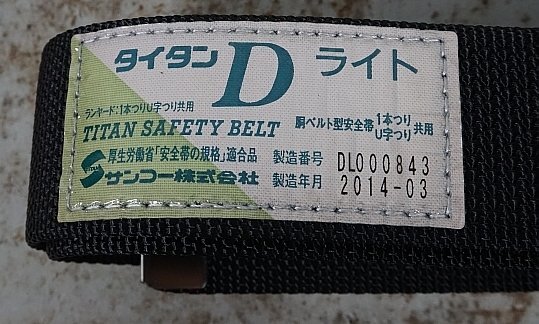 タイタン D ライト
ランヤード:1本つりU字つり共用
TITAN SAFETY BELT 胴ベルト型安全帯 1本つり U字つり 共用
厚生労働省「安全帯の規格」適合品 製造番号 DL000843
サンコー株式会社 製造年月 2014-03